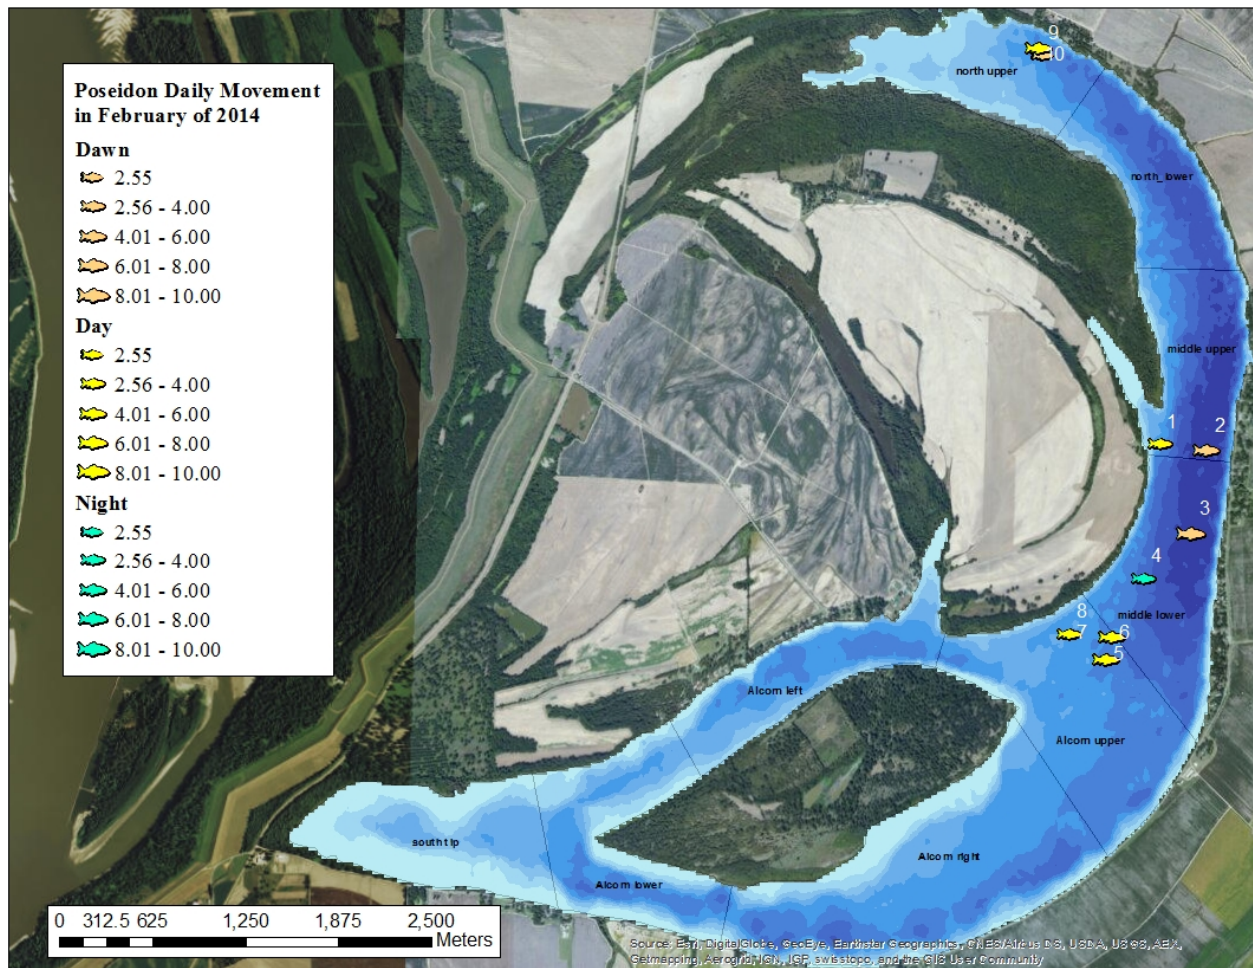 Poseidon Daily Movement
in February of 2014
Dawn
2.55
2.56 - 4.00
4.01 - 6.00
6.01 - 8.00
8.01 - 10.00
Day
2.55
2.56 - 4.00
4.01 - 6.00
6.01 - 8.00
8.01 - 10.00
Night
2.55
2.56 - 4.00
4.01 - 6.00
6.01 - 8.00
8.01 - 10.00
9
10
north upper
north_lower
middle upper
1
2
3
4
middle lower
8
7
6
5
Alcorn left
Alcorn upper
south tip
Alcorn right
Alcorn lower
0 312.5 625 1,250 1,875 2,500
Meters
Source: Esri, DigitalGlobe, GeoEye, Earthstar Geographics, CNES/Airbus DS, USDA, USGS, AEX,
Getmapping, Aerogrid, IGN, IGP, swisstopo, and the GIS User Community